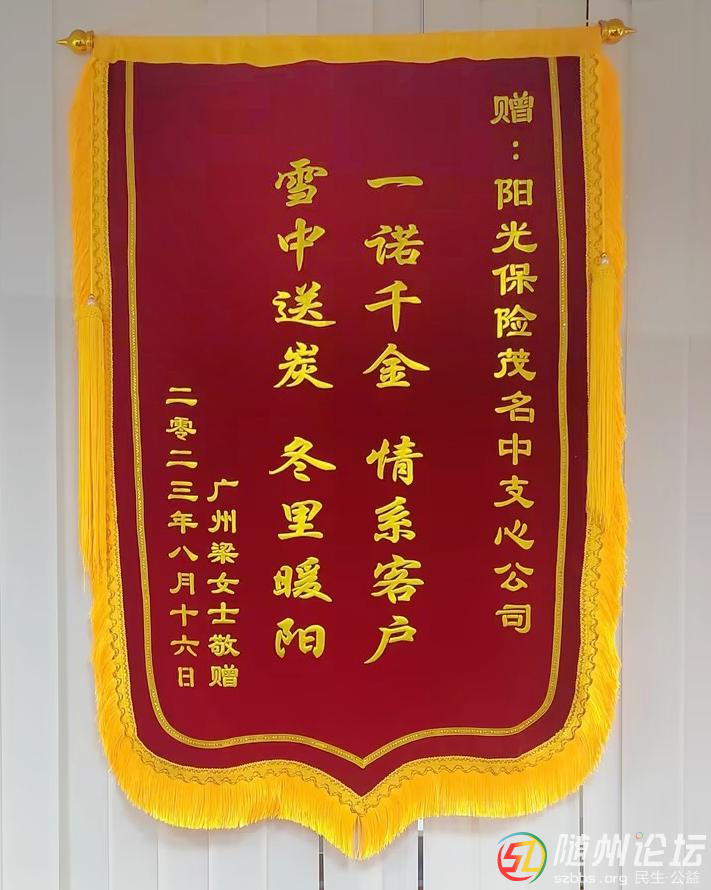 赠：阳光保险茂名中支心公司
一诺千金 情系客户
雪中送炭 冬里暖阳
广州梁女士敬赠
二零二三年八月十六日
随州论坛
szbbs.org 民生·公益